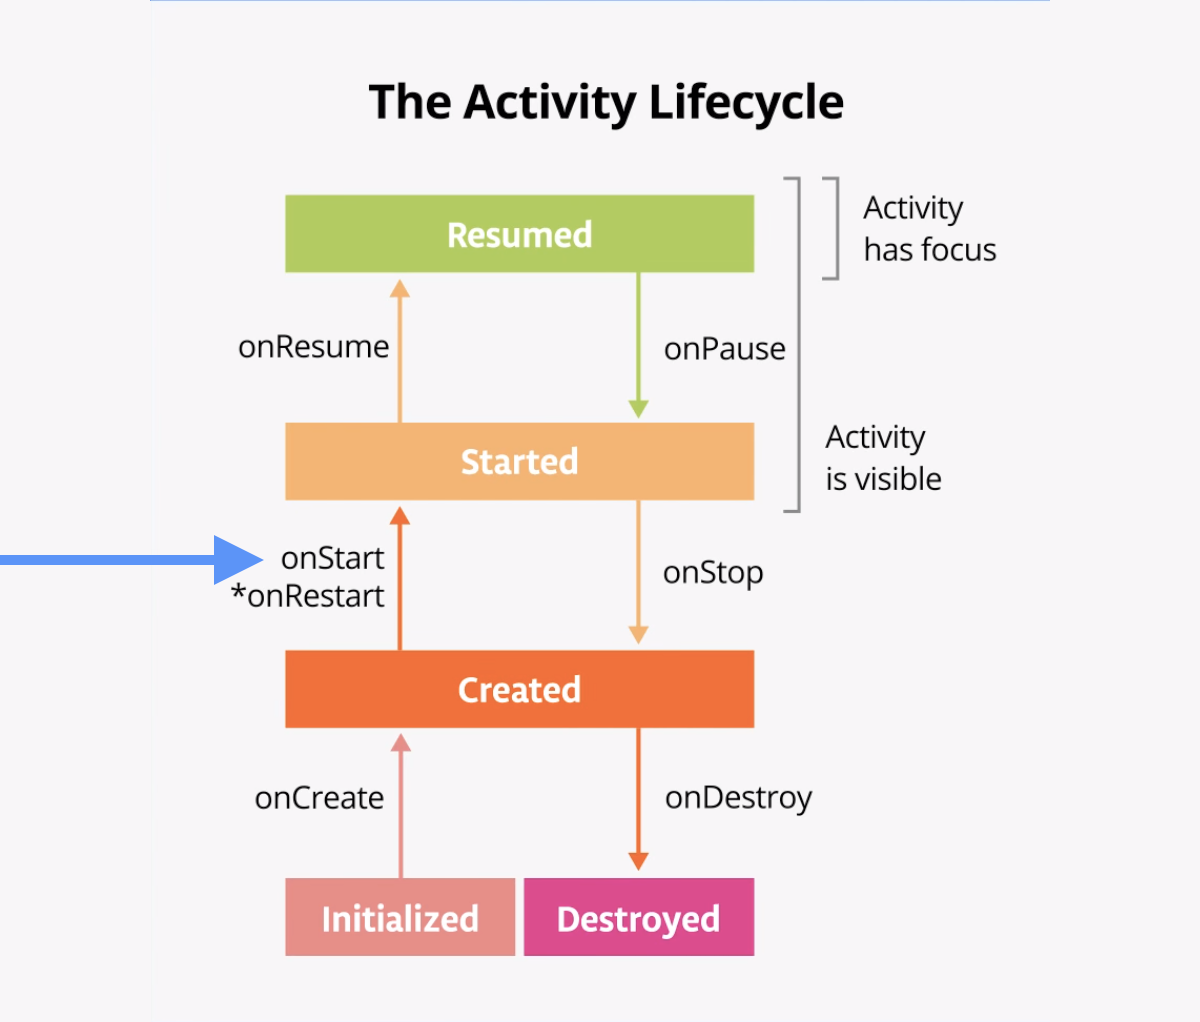 The Activity Lifecycle
Resumed
Activity
has focus
onResume
onPause
Activity
is visible
Started
onStart
*onRestart
onStop
Created
onCreate
onDestroy
Initialized
Destroyed